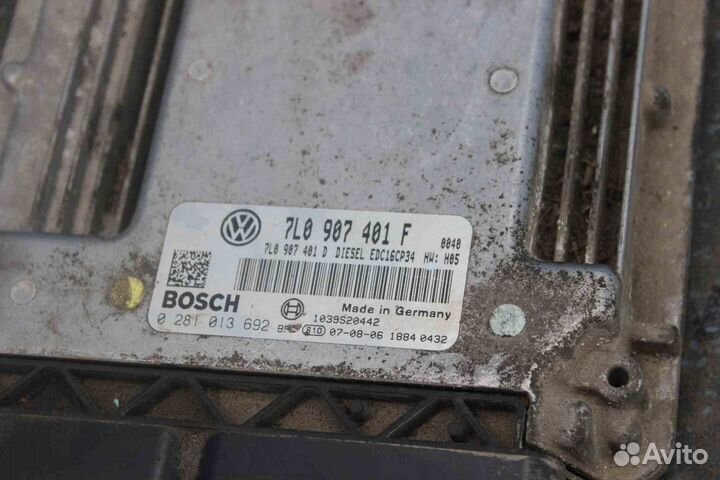 7L0 907 401 F 0040
7L0 907 401 D DIESEL EDC16CP34 HW: H05
BOSCH
Made in Germany
1039S20442
0 281 013 692 810 07-08-06 1884 0432
Avito